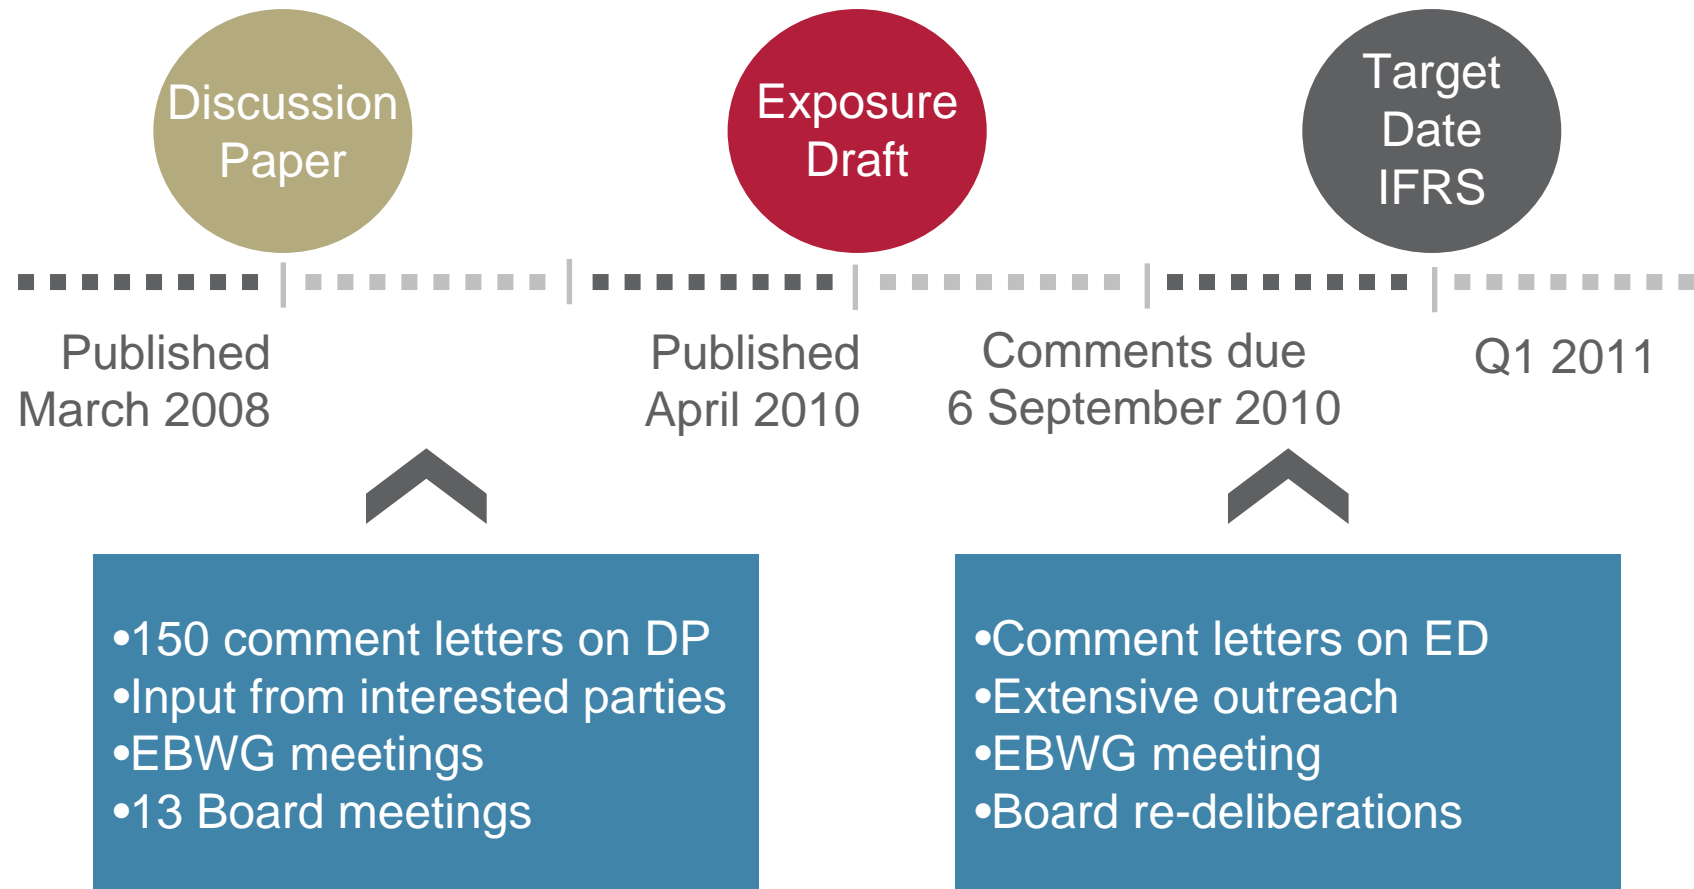 Discussion
Paper
Exposure
Draft
Target
Date
IFRS
Published
March 2008
Published
April 2010
Comments due
6 September 2010
Q1 2011
•150 comment letters on DP
•Input from interested parties
•EBWG meetings
•13 Board meetings
•Comment letters on ED
•Extensive outreach
•EBWG meeting
•Board re-deliberations